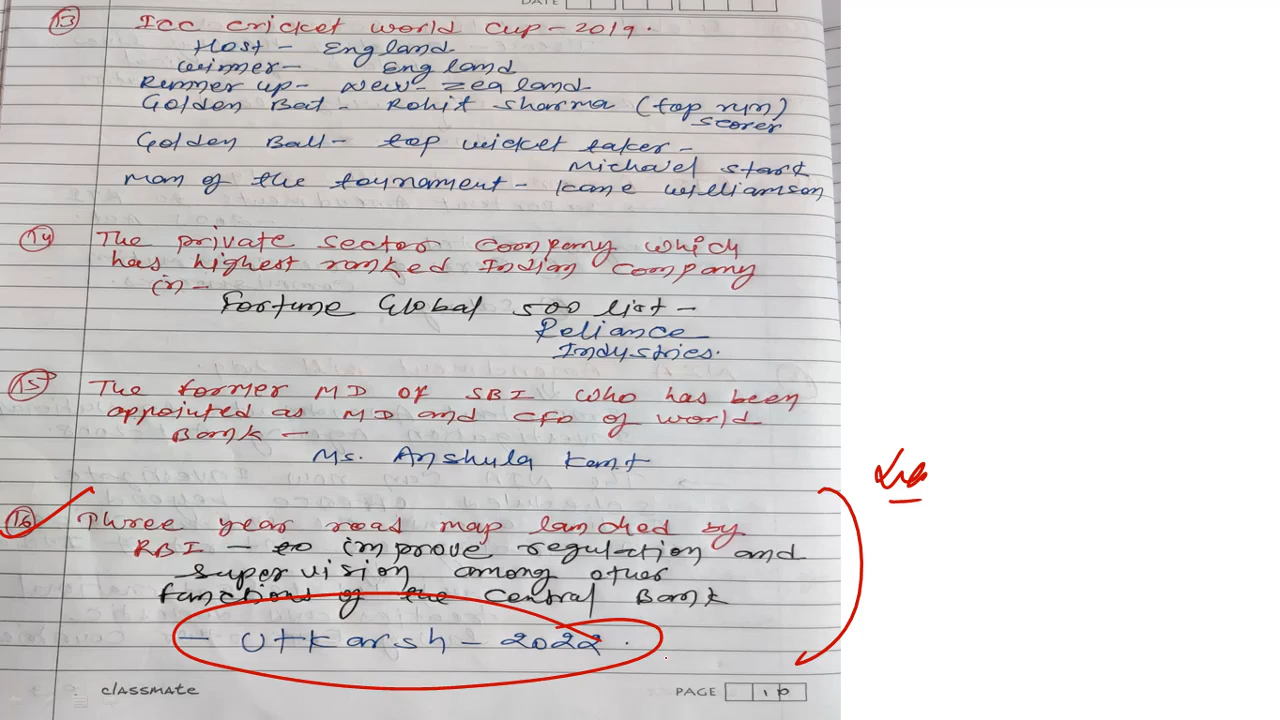 DATE
13 ICC Cricket world Cup - 2019.
Host - England
Winner - England
Runner up - New - Zealand
Golden Bat - Rohit Sharma (top run
scorer)
Golden Ball - top wicket taker -
Michael Start
Man of the tournament - Kane Williamson
14 The private sector Company which
has highest ranked Indian Company
in -
Fortune Global 500 list -
Reliance
Industries.
15 The former MD of SBI who has been
appointed as MD and CFO of world
Bank -
Ms. Anshula Kant
16 Three year road map lanched by
RBI - to improve regulation and
supervision among other
functions of the Central Bank
- Utkarsh - 2022.
classmate
PAGE 10